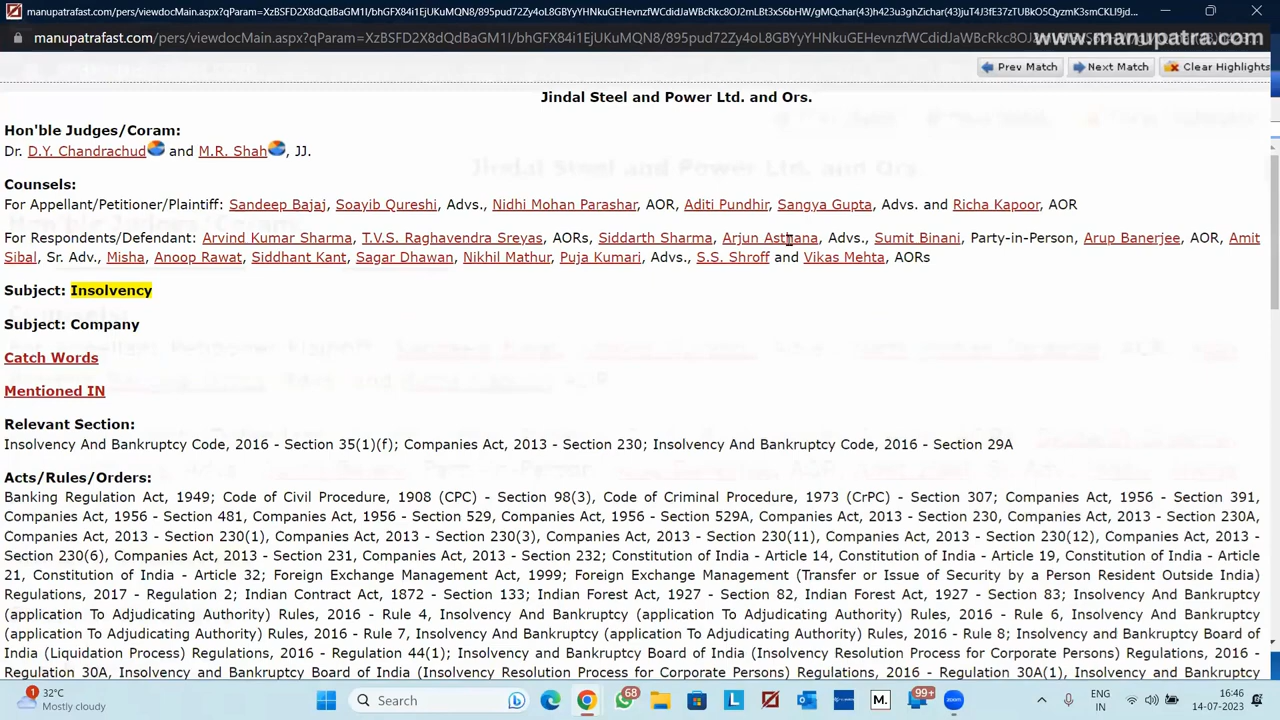 manupatrafast.com/pers/viewdocMain.aspx?
www.manupatra.com
Prev Match Next Match Clear Highlights
Jindal Steel and Power Ltd. and Ors.
Hon'ble Judges/Coram:
Dr. D.Y. Chandrachud and M.R. Shah, JJ.
Counsels:
For Appellant/Petitioner/Plaintiff: Sandeep Bajaj, Soayib Qureshi, Advs., Nidhi Mohan Parashar, AOR, Aditi Pundhir, Sangya Gupta, Advs. and Richa Kapoor, AOR
For Respondents/Defendant: Arvind Kumar Sharma, T.V.S. Raghavendra Sreyas, AORs, Siddarth Sharma, Arjun Asthana, Advs., Sumit Binani, Party-in-Person, Arup Banerjee, AOR, Amit
Sibal, Sr. Adv., Misha, Anoop Rawat, Siddhant Kant, Sagar Dhawan, Nikhil Mathur, Puja Kumari, Advs., S.S. Shroff and Vikas Mehta, AORs
Subject: Insolvency
Subject: Company
Catch Words
Mentioned IN
Relevant Section:
Insolvency And Bankruptcy Code, 2016 - Section 35(1)(f); Companies Act, 2013 - Section 230; Insolvency And Bankruptcy Code, 2016 - Section 29A
Acts/Rules/Orders:
Banking Regulation Act, 1949; Code of Civil Procedure, 1908 (CPC) - Section 98(3), Code of Criminal Procedure, 1973 (CrPC) - Section 307; Companies Act, 1956 - Section 391,
Companies Act, 1956 - Section 481, Companies Act, 1956 - Section 529, Companies Act, 1956 - Section 529A, Companies Act, 2013 - Section 230, Companies Act, 2013 - Section 230A,
Companies Act, 2013 - Section 230(1), Companies Act, 2013 - Section 230(3), Companies Act, 2013 - Section 230(11), Companies Act, 2013 - Section 230(12), Companies Act, 2013 -
Section 230(6), Companies Act, 2013 - Section 231, Companies Act, 2013 - Section 232; Constitution of India - Article 14, Constitution of India - Article 19, Constitution of India - Article
21, Constitution of India - Article 32; Foreign Exchange Management Act, 1999; Foreign Exchange Management (Transfer or Issue of Security by a Person Resident Outside India)
Regulations, 2017 - Regulation 2; Indian Contract Act, 1872 - Section 133; Indian Forest Act, 1927 - Section 82, Indian Forest Act, 1927 - Section 83; Insolvency And Bankruptcy
(application To Adjudicating Authority) Rules, 2016 - Rule 4, Insolvency And Bankruptcy (application To Adjudicating Authority) Rules, 2016 - Rule 6, Insolvency And Bankruptcy
(application To Adjudicating Authority) Rules, 2016 - Rule 7, Insolvency And Bankruptcy (application To Adjudicating Authority) Rules, 2016 - Rule 8; Insolvency and Bankruptcy Board of
India (Liquidation Process) Regulations, 2016 - Regulation 44(1); Insolvency and Bankruptcy Board of India (Insolvency Resolution Process for Corporate Persons) Regulations, 2016 -
Regulation 30A, Insolvency and Bankruptcy Board of India (Insolvency Resolution Process for Corporate Persons) Regulations, 2016 - Regulation 30A(1), Insolvency and Bankruptcy
1 32°C
Mostly cloudy
Search
68
L
M.
99+
ENG
IN
16:46
14-07-2023